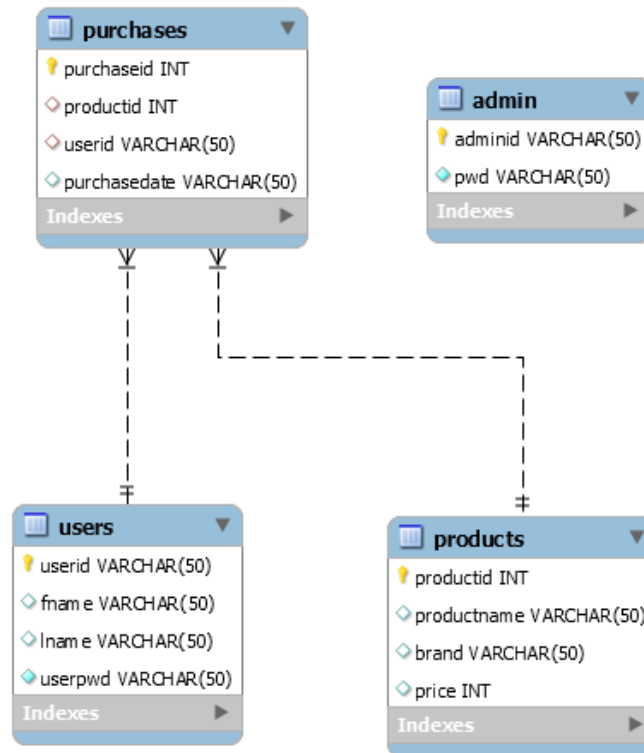 purchases
purchaseid INT
productid INT
userid VARCHAR(50)
purchasedate VARCHAR(50)
Indexes
admin
adminid VARCHAR(50)
pwd VARCHAR(50)
Indexes
users
userid VARCHAR(50)
fname VARCHAR(50)
lname VARCHAR(50)
userpwd VARCHAR(50)
Indexes
products
productid INT
productname VARCHAR(50)
brand VARCHAR(50)
price INT
Indexes